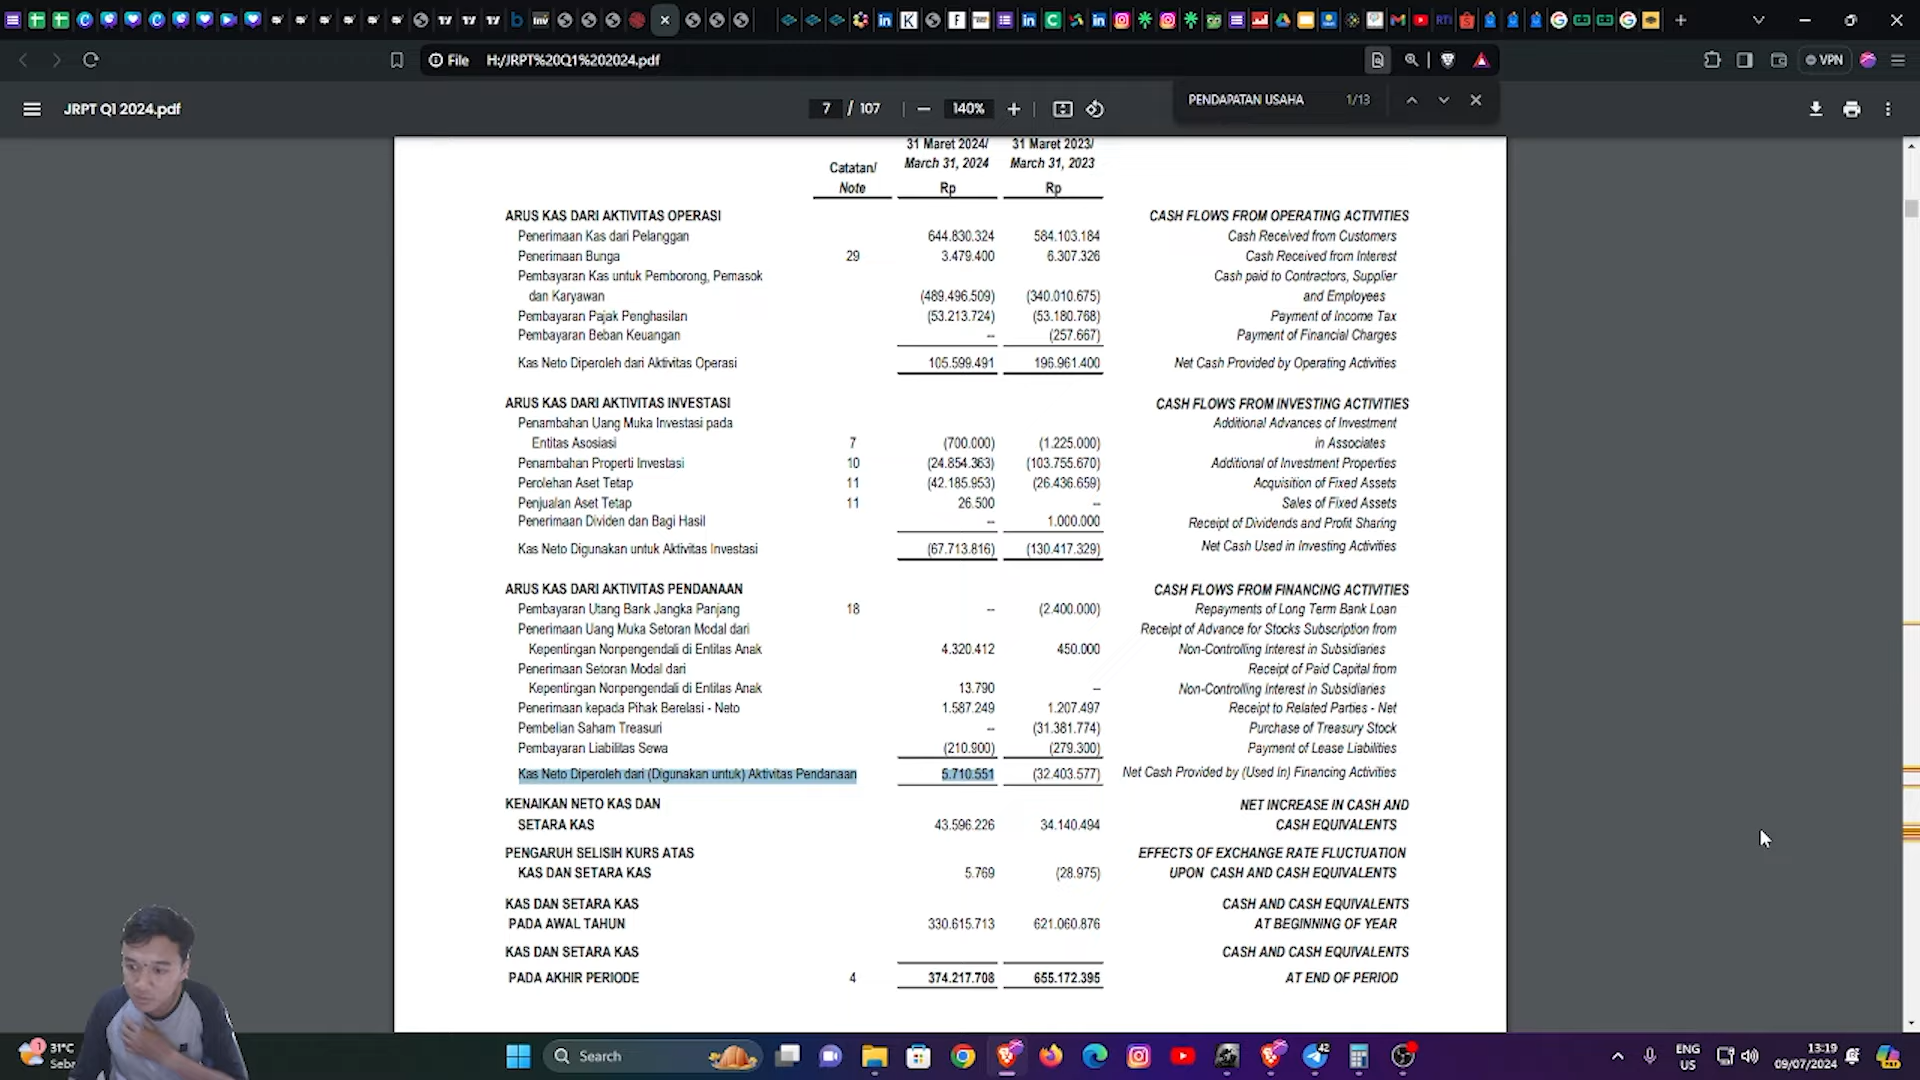 File H:/JRPT%20Q1%202024.pdf
VPN
JRPT Q1 2024.pdf
7 / 107
140%
PENDAPATAN USAHA 1/13
31 Maret 2024/ 31 Maret 2023/
Catatan/ March 31, 2024 March 31, 2023
Note Rp Rp
ARUS KAS DARI AKTIVITAS OPERASI CASH FLOWS FROM OPERATING ACTIVITIES
Penerimaan Kas dari Pelanggan 644.830.324 584.103.184 Cash Received from Customers
Penerimaan Bunga 29 3.479.400 6.307.326 Cash Received from Interest
Pembayaran Kas untuk Pemborong, Pemasok Cash paid to Contractors, Supplier
dan Karyawan (489.496.509) (340.010.675) and Employees
Pembayaran Pajak Penghasilan (53.213.724) (53.180.768) Payment of Income Tax
Pembayaran Beban Keuangan -- (257.667) Payment of Financial Charges
Kas Neto Diperoleh dari Aktivitas Operasi 105.599.491 196.961.400 Net Cash Provided by Operating Activities
ARUS KAS DARI AKTIVITAS INVESTASI CASH FLOWS FROM INVESTING ACTIVITIES
Penambahan Uang Muka Investasi pada Additional Advances of Investment
Entitas Asosiasi 7 (700.000) (1.225.000) in Associates
Penambahan Properti Investasi 10 (24.854.363) (103.755.670) Additional of Investment Properties
Perolehan Aset Tetap 11 (42.185.953) (26.436.659) Acquisition of Fixed Assets
Penjualan Aset Tetap 11 26.500 -- Sales of Fixed Assets
Penerimaan Dividen dan Bagi Hasil -- 1.000.000 Receipt of Dividends and Profit Sharing
Kas Neto Digunakan untuk Aktivitas Investasi (67.713.816) (130.417.329) Net Cash Used in Investing Activities
ARUS KAS DARI AKTIVITAS PENDANAAN CASH FLOWS FROM FINANCING ACTIVITIES
Pembayaran Utang Bank Jangka Panjang 18 -- (2.400.000) Repayments of Long Term Bank Loan
Penerimaan Uang Muka Setoran Modal dari Receipt of Advance for Stocks Subscription from
Kepentingan Nonpengendali di Entitas Anak 4.320.412 450.000 Non-Controlling Interest in Subsidiaries
Penerimaan Setoran Modal dari Receipt of Paid Capital from
Kepentingan Nonpengendali di Entitas Anak 13.790 -- Non-Controlling Interest in Subsidiaries
Penerimaan kepada Pihak Berelasi - Neto 1.587.249 1.207.497 Receipt to Related Parties - Net
Pembelian Saham Treasuri -- (31.381.774) Purchase of Treasury Stock
Pembayaran Liabilitas Sewa (210.900) (279.300) Payment of Lease Liabilities
Kas Neto Diperoleh dari (Digunakan untuk) Aktivitas Pendanaan 5.710.551 (32.403.577) Net Cash Provided by (Used In) Financing Activities
KENAIKAN NETO KAS DAN NET INCREASE IN CASH AND
SETARA KAS 43.596.226 34.140.494 CASH EQUIVALENTS
PENGARUH SELISIH KURS ATAS EFFECTS OF EXCHANGE RATE FLUCTUATION
KAS DAN SETARA KAS 5.769 (28.975) UPON CASH AND CASH EQUIVALENTS
KAS DAN SETARA KAS CASH AND CASH EQUIVALENTS
PADA AWAL TAHUN 330.615.713 621.060.876 AT BEGINNING OF YEAR
KAS DAN SETARA KAS CASH AND CASH EQUIVALENTS
PADA AKHIR PERIODE 4 374.217.708 655.172.395 AT END OF PERIOD
1 31°C
Search
42
ENG
US
13:19
09/07/2024